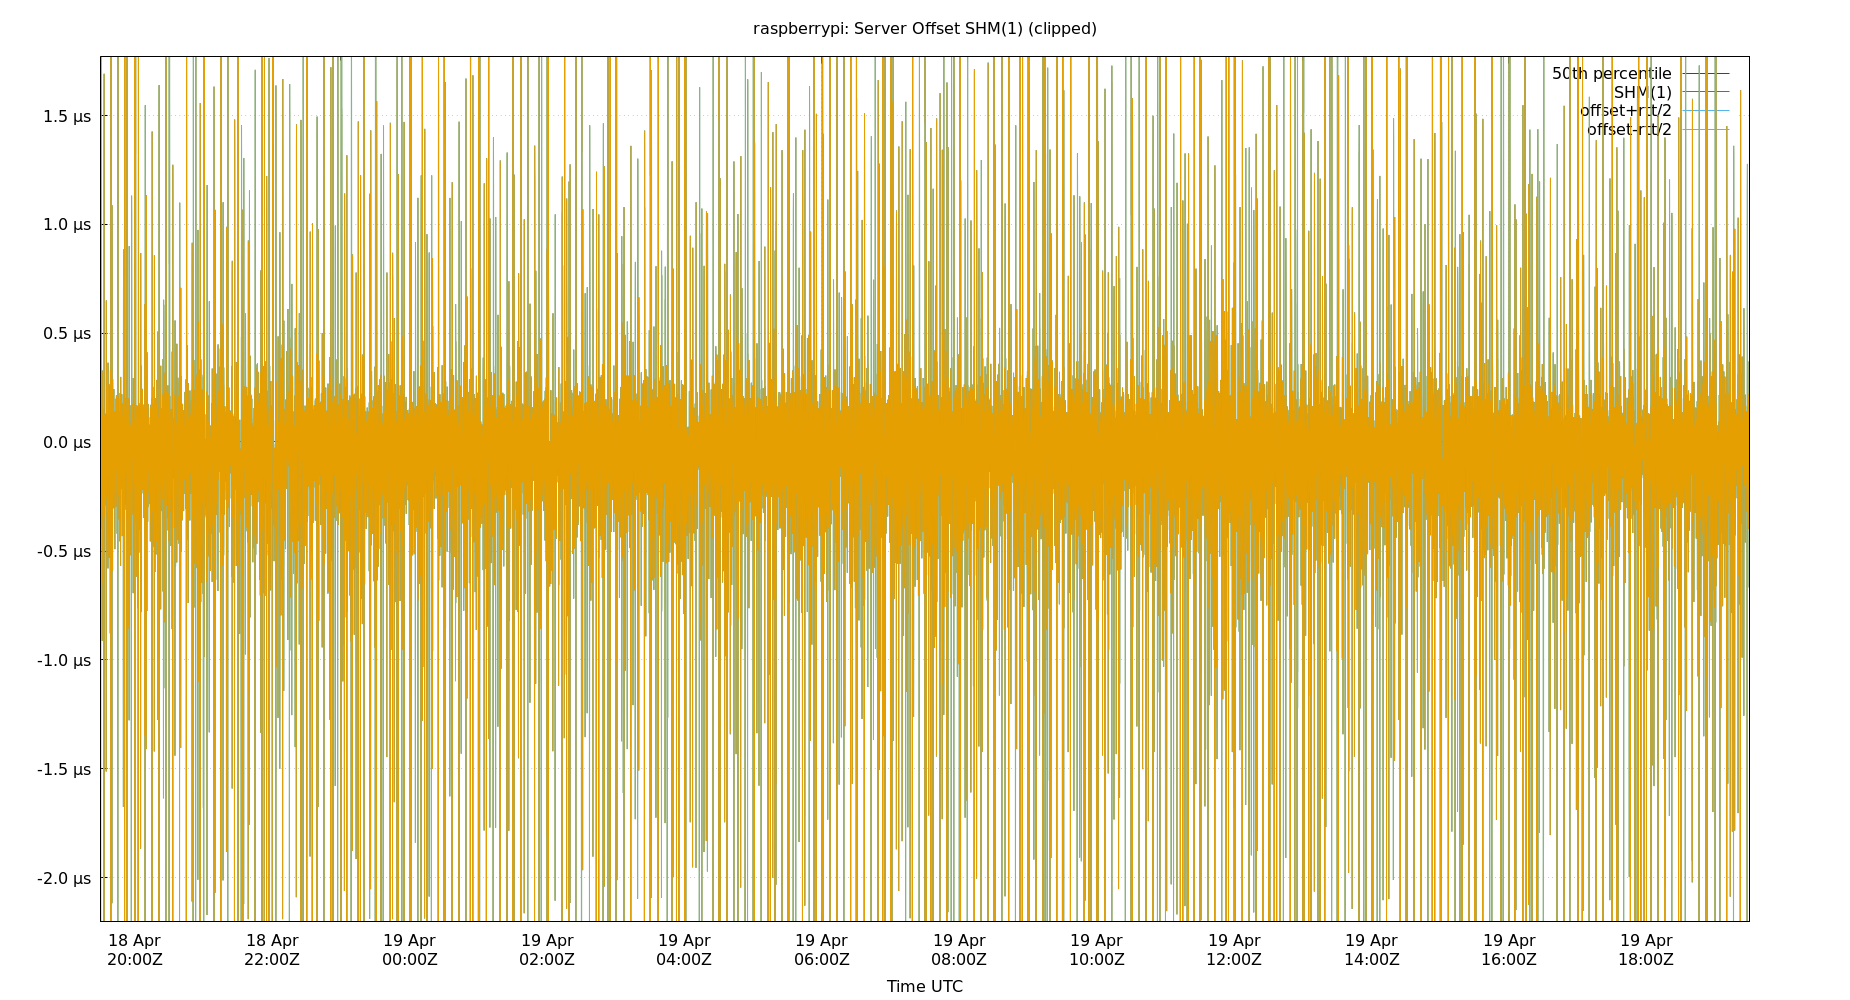 raspberrypi: Server Offset SHM(1) (clipped)
50th percentile
SHM(1)
offset+rtt/2
offset-rtt/2
1.5 µs
1.0 µs
0.5 µs
0.0 µs
-0.5 µs
-1.0 µs
-1.5 µs
-2.0 µs
18 Apr 18 Apr 19 Apr 19 Apr 19 Apr 19 Apr 19 Apr 19 Apr 19 Apr 19 Apr 19 Apr 19 Apr
20:00Z 22:00Z 00:00Z 02:00Z 04:00Z 06:00Z 08:00Z 10:00Z 12:00Z 14:00Z 16:00Z 18:00Z
Time UTC